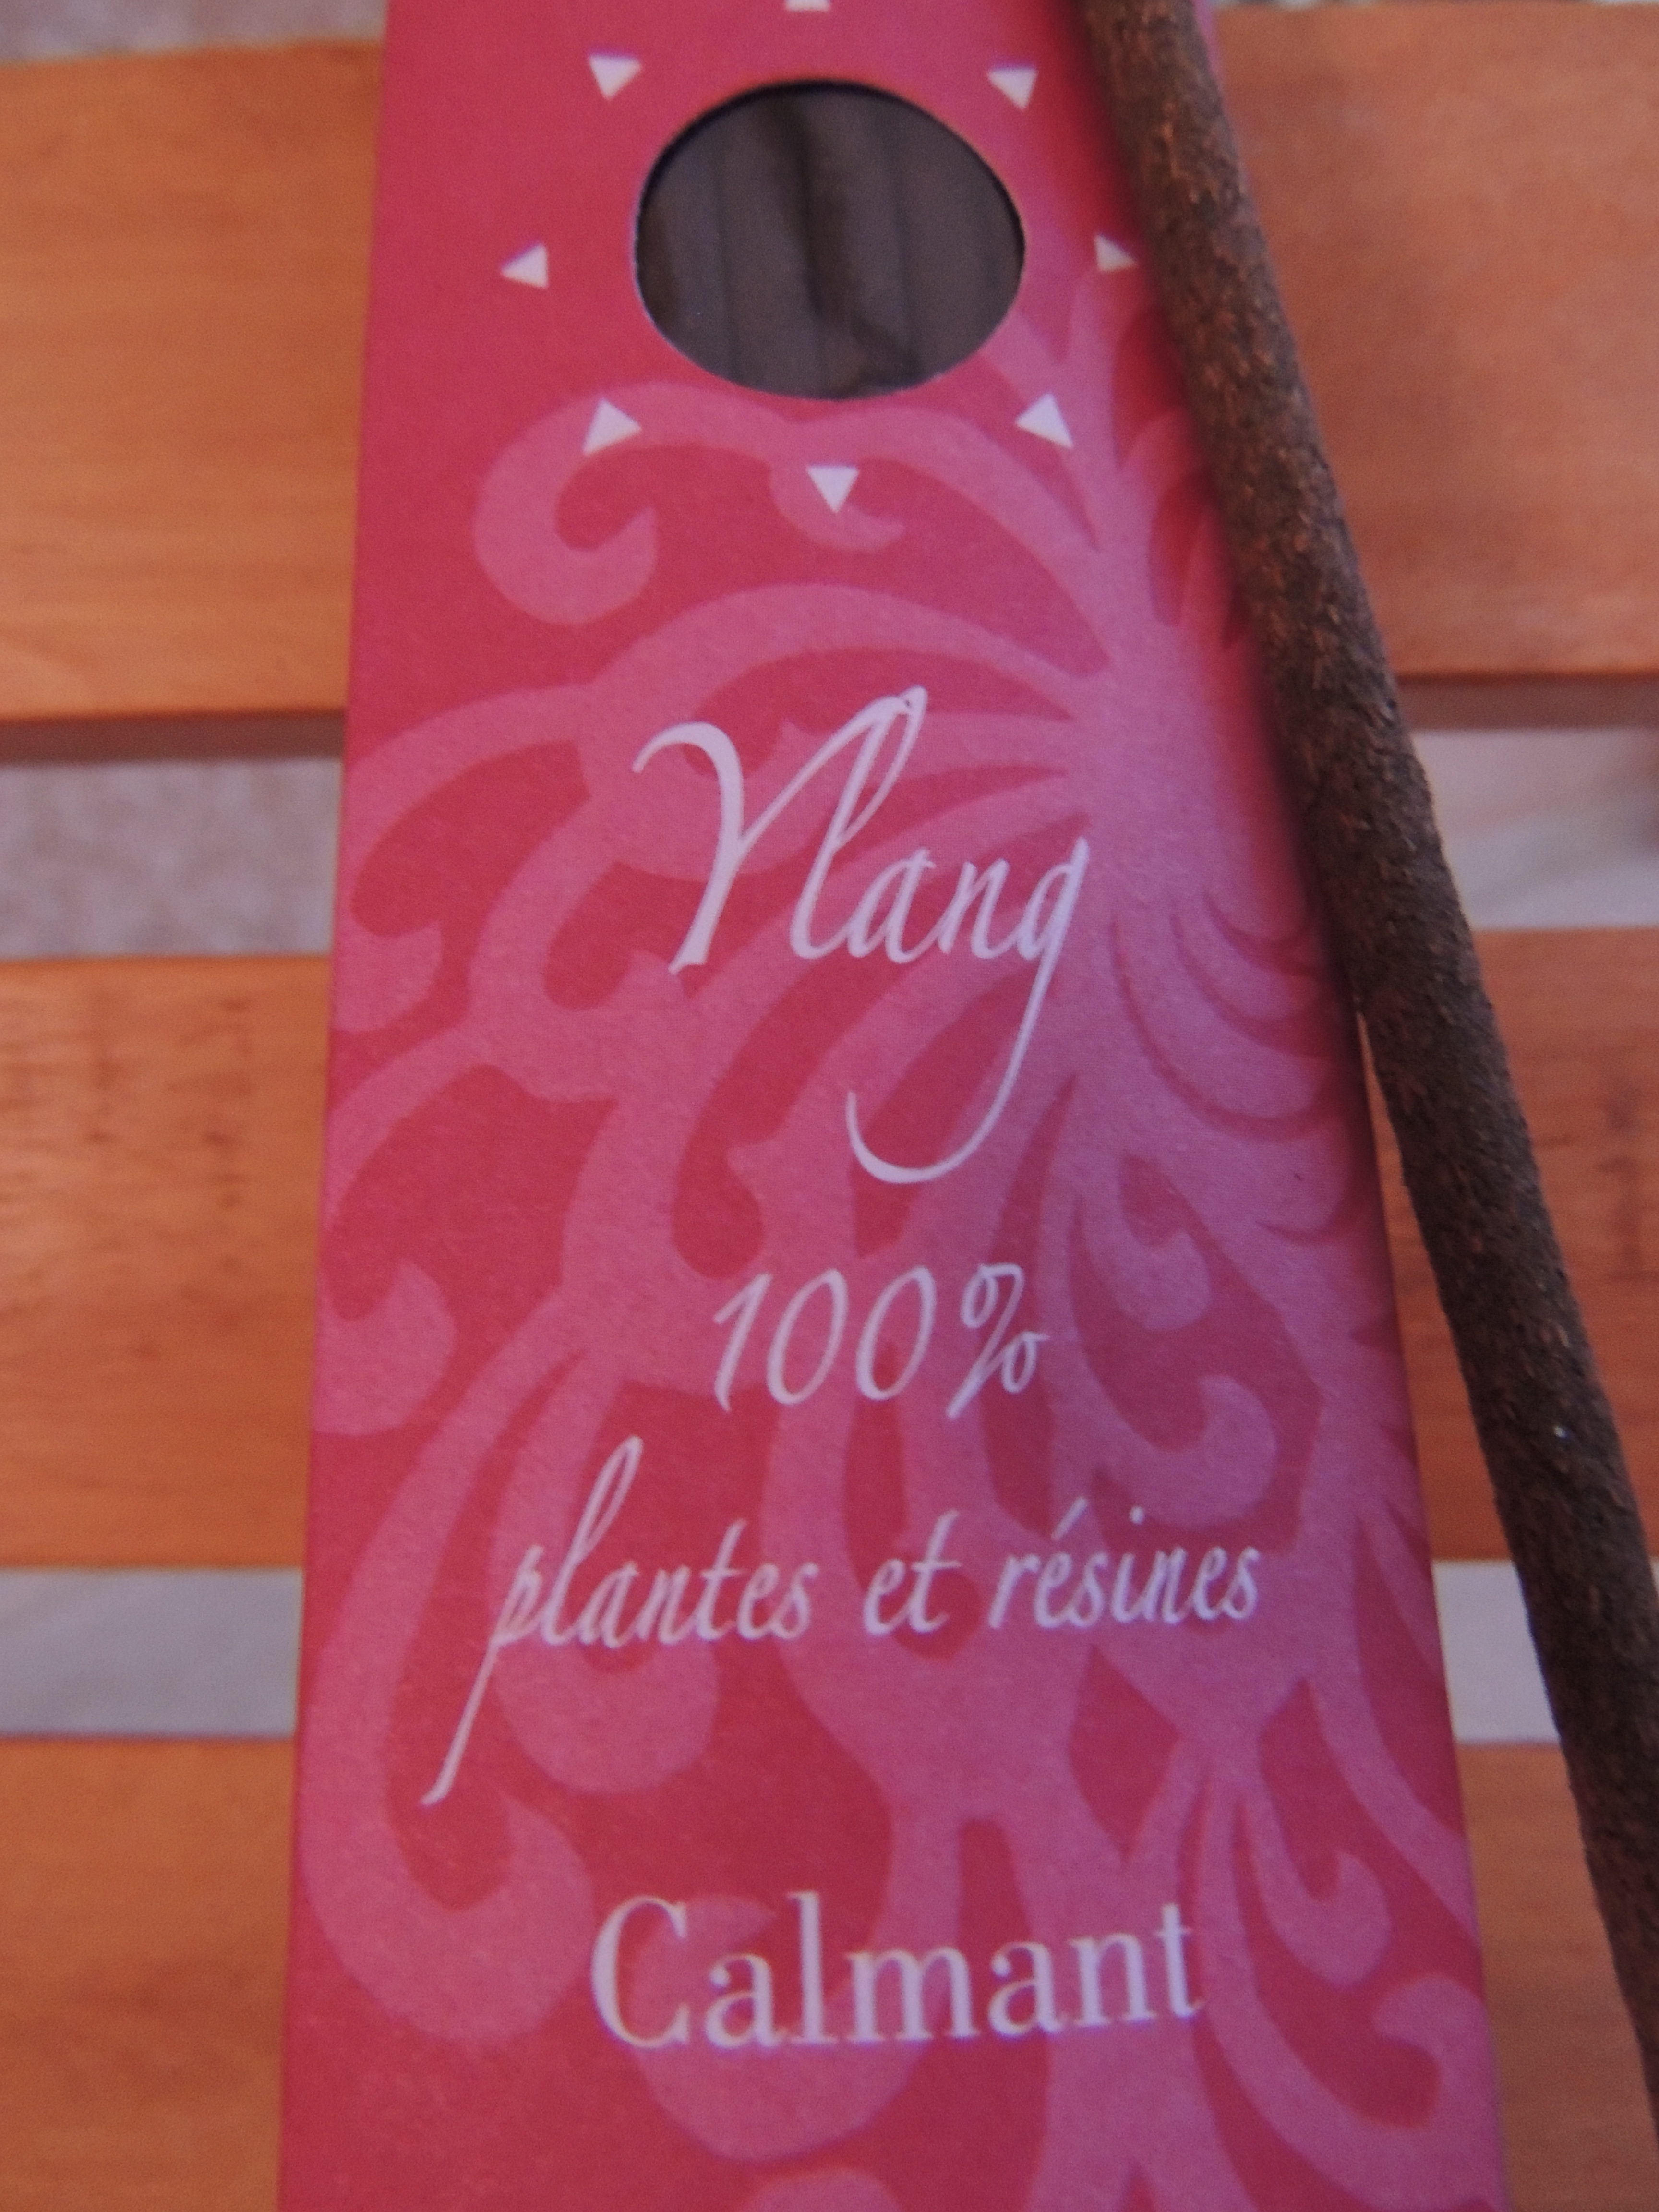 Ylang
100%
plantes et résines
Calmant